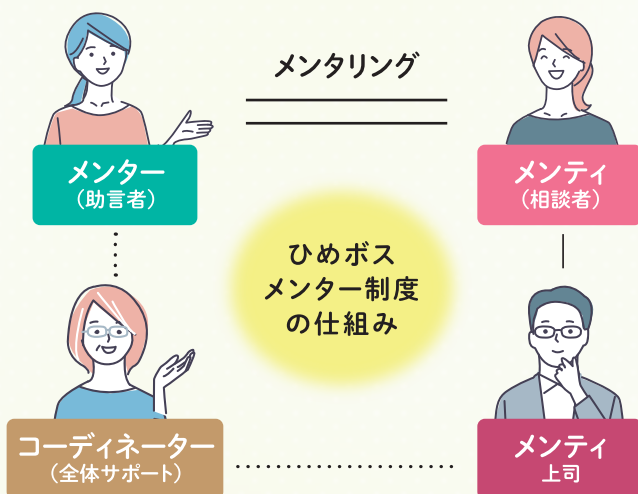 メンタリング
メンター
（助言者）
メンティ
（相談者）
ひめボス
メンター制度
の仕組み
コーディネーター
（全体サポート）
メンティ
上司